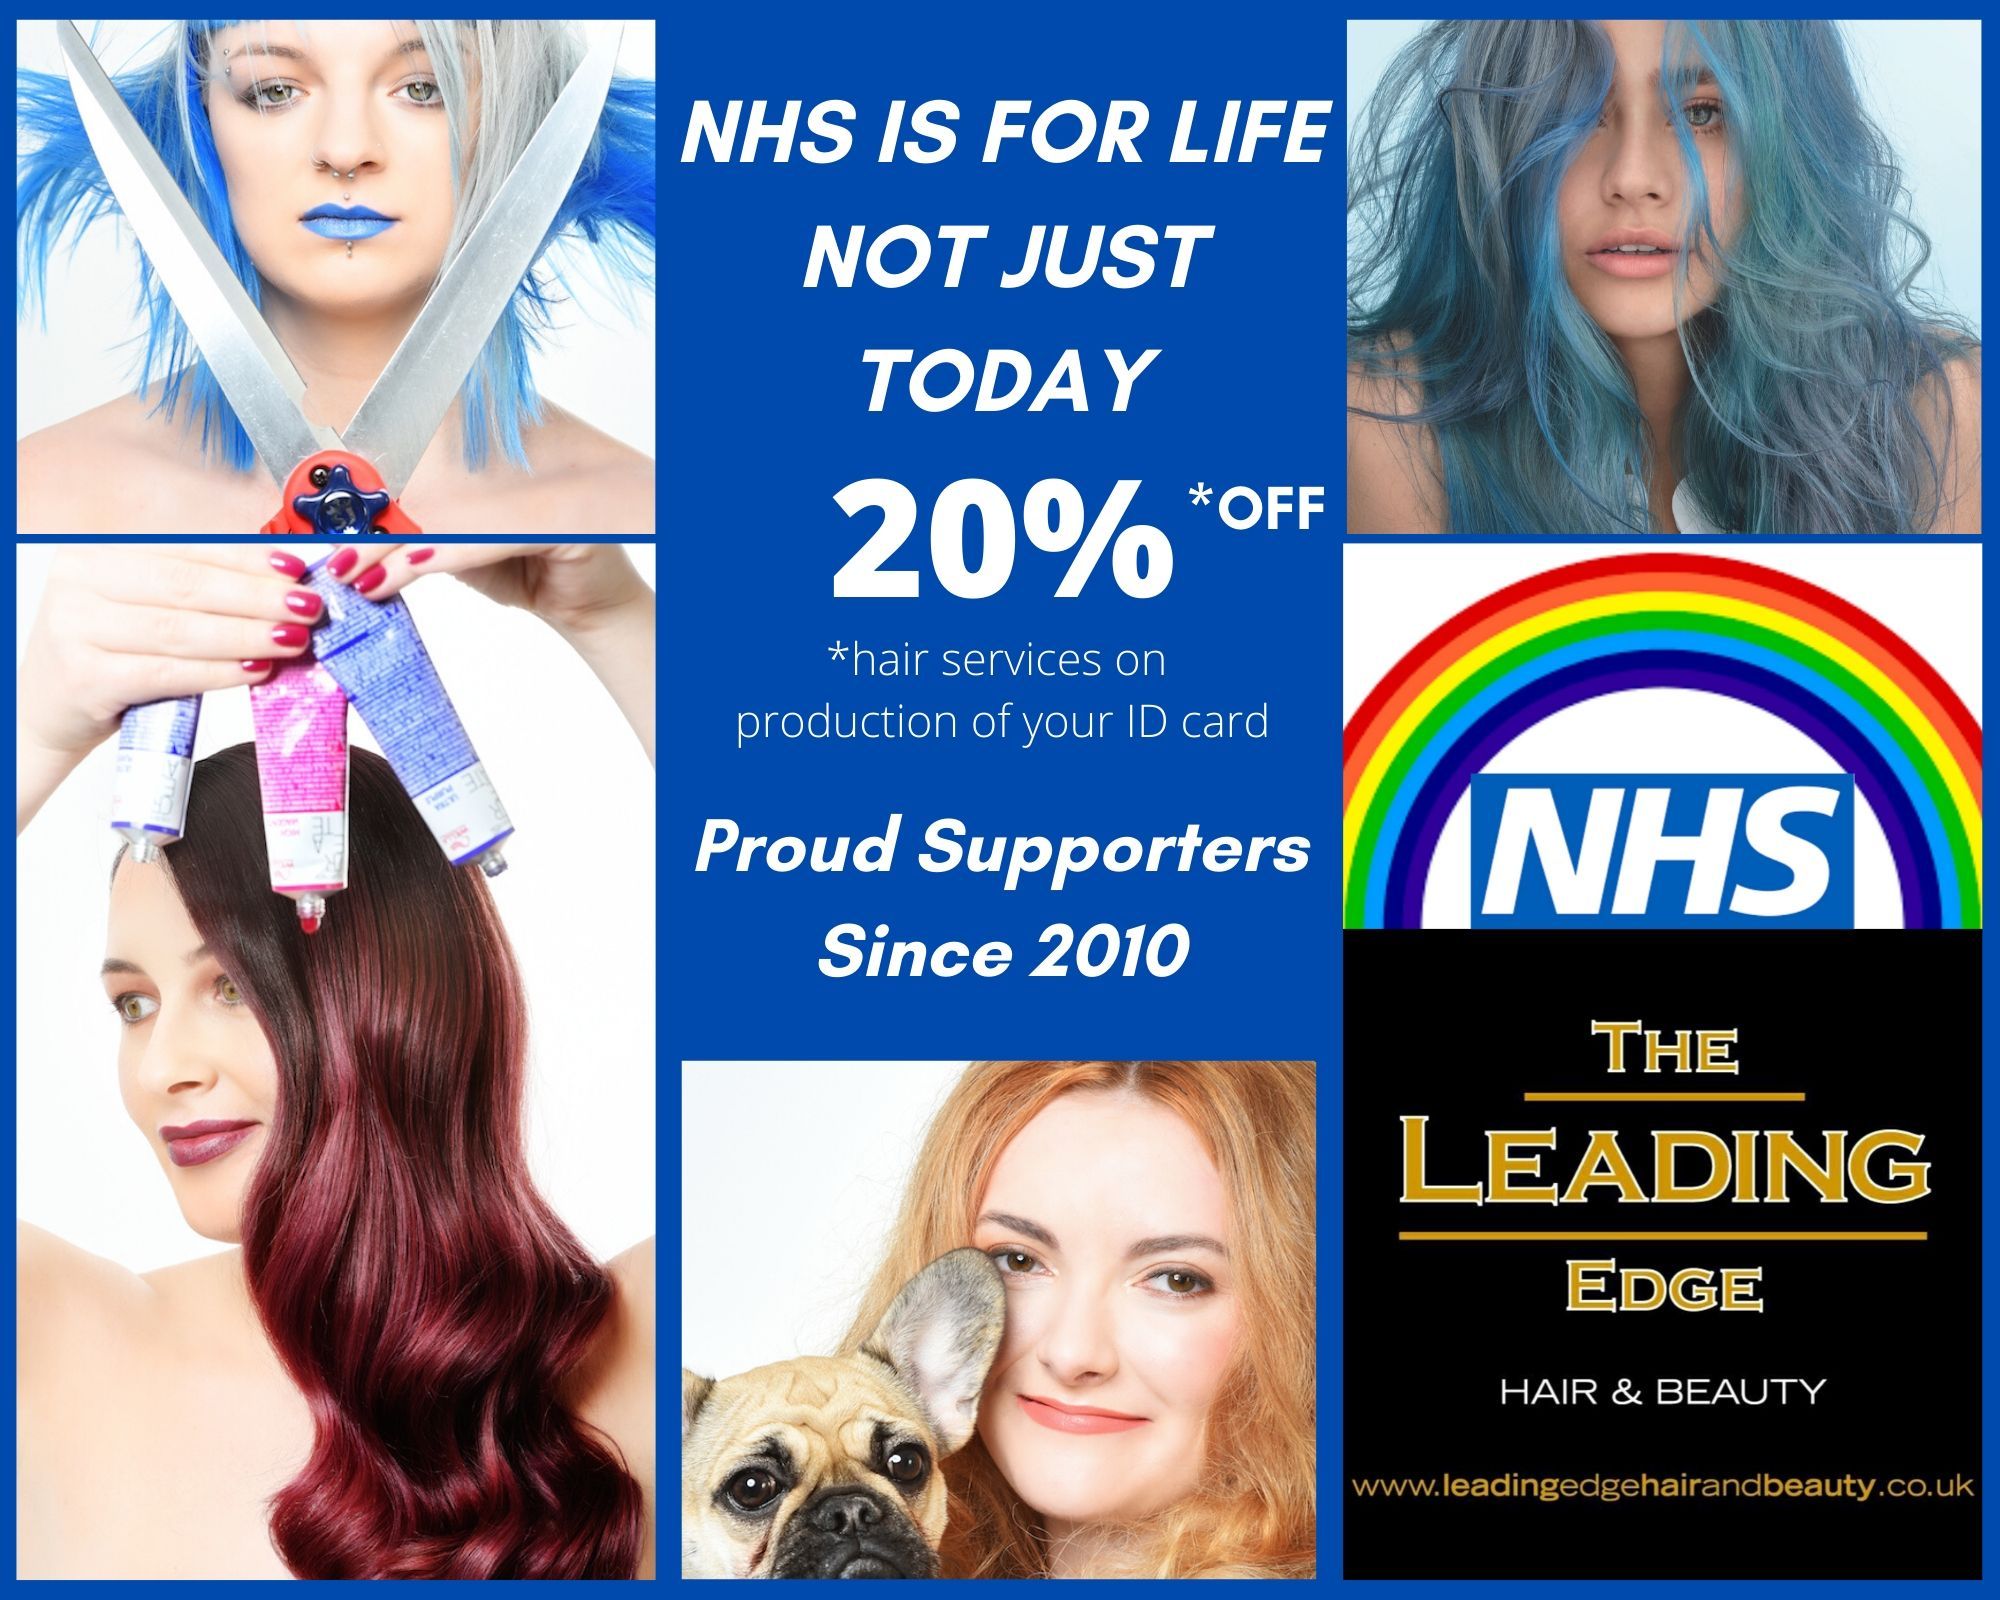 NHS IS FOR LIFE
NOT JUST
TODAY
20% *OFF
*hair services on
production of your ID card
Proud Supporters
Since 2010
NHS
THE
LEADING
EDGE
HAIR & BEAUTY
www.leadingedgehairandbeauty.co.uk